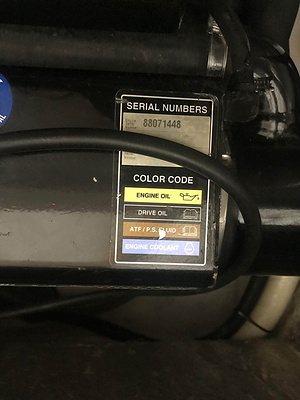 SERIAL NUMBERS
88071448
COLOR CODE
ENGINE OIL
DRIVE OIL
ATF / P.S. FLUID
ENGINE COOLANT